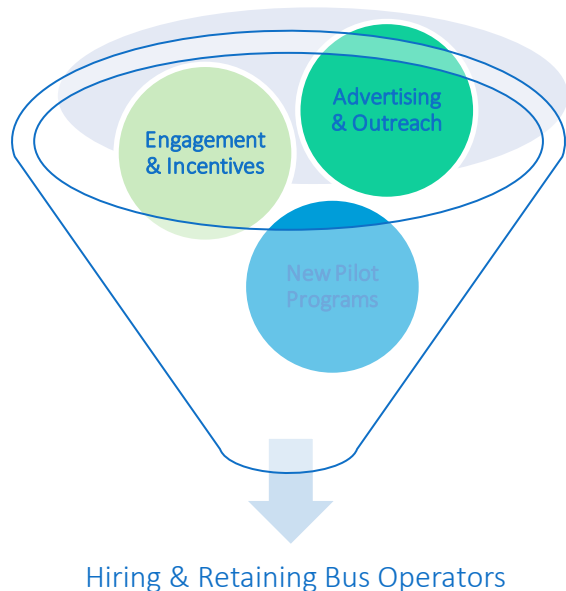 Advertising
& Outreach
Engagement
& Incentives
New Pilot
Programs
Hiring & Retaining Bus Operators